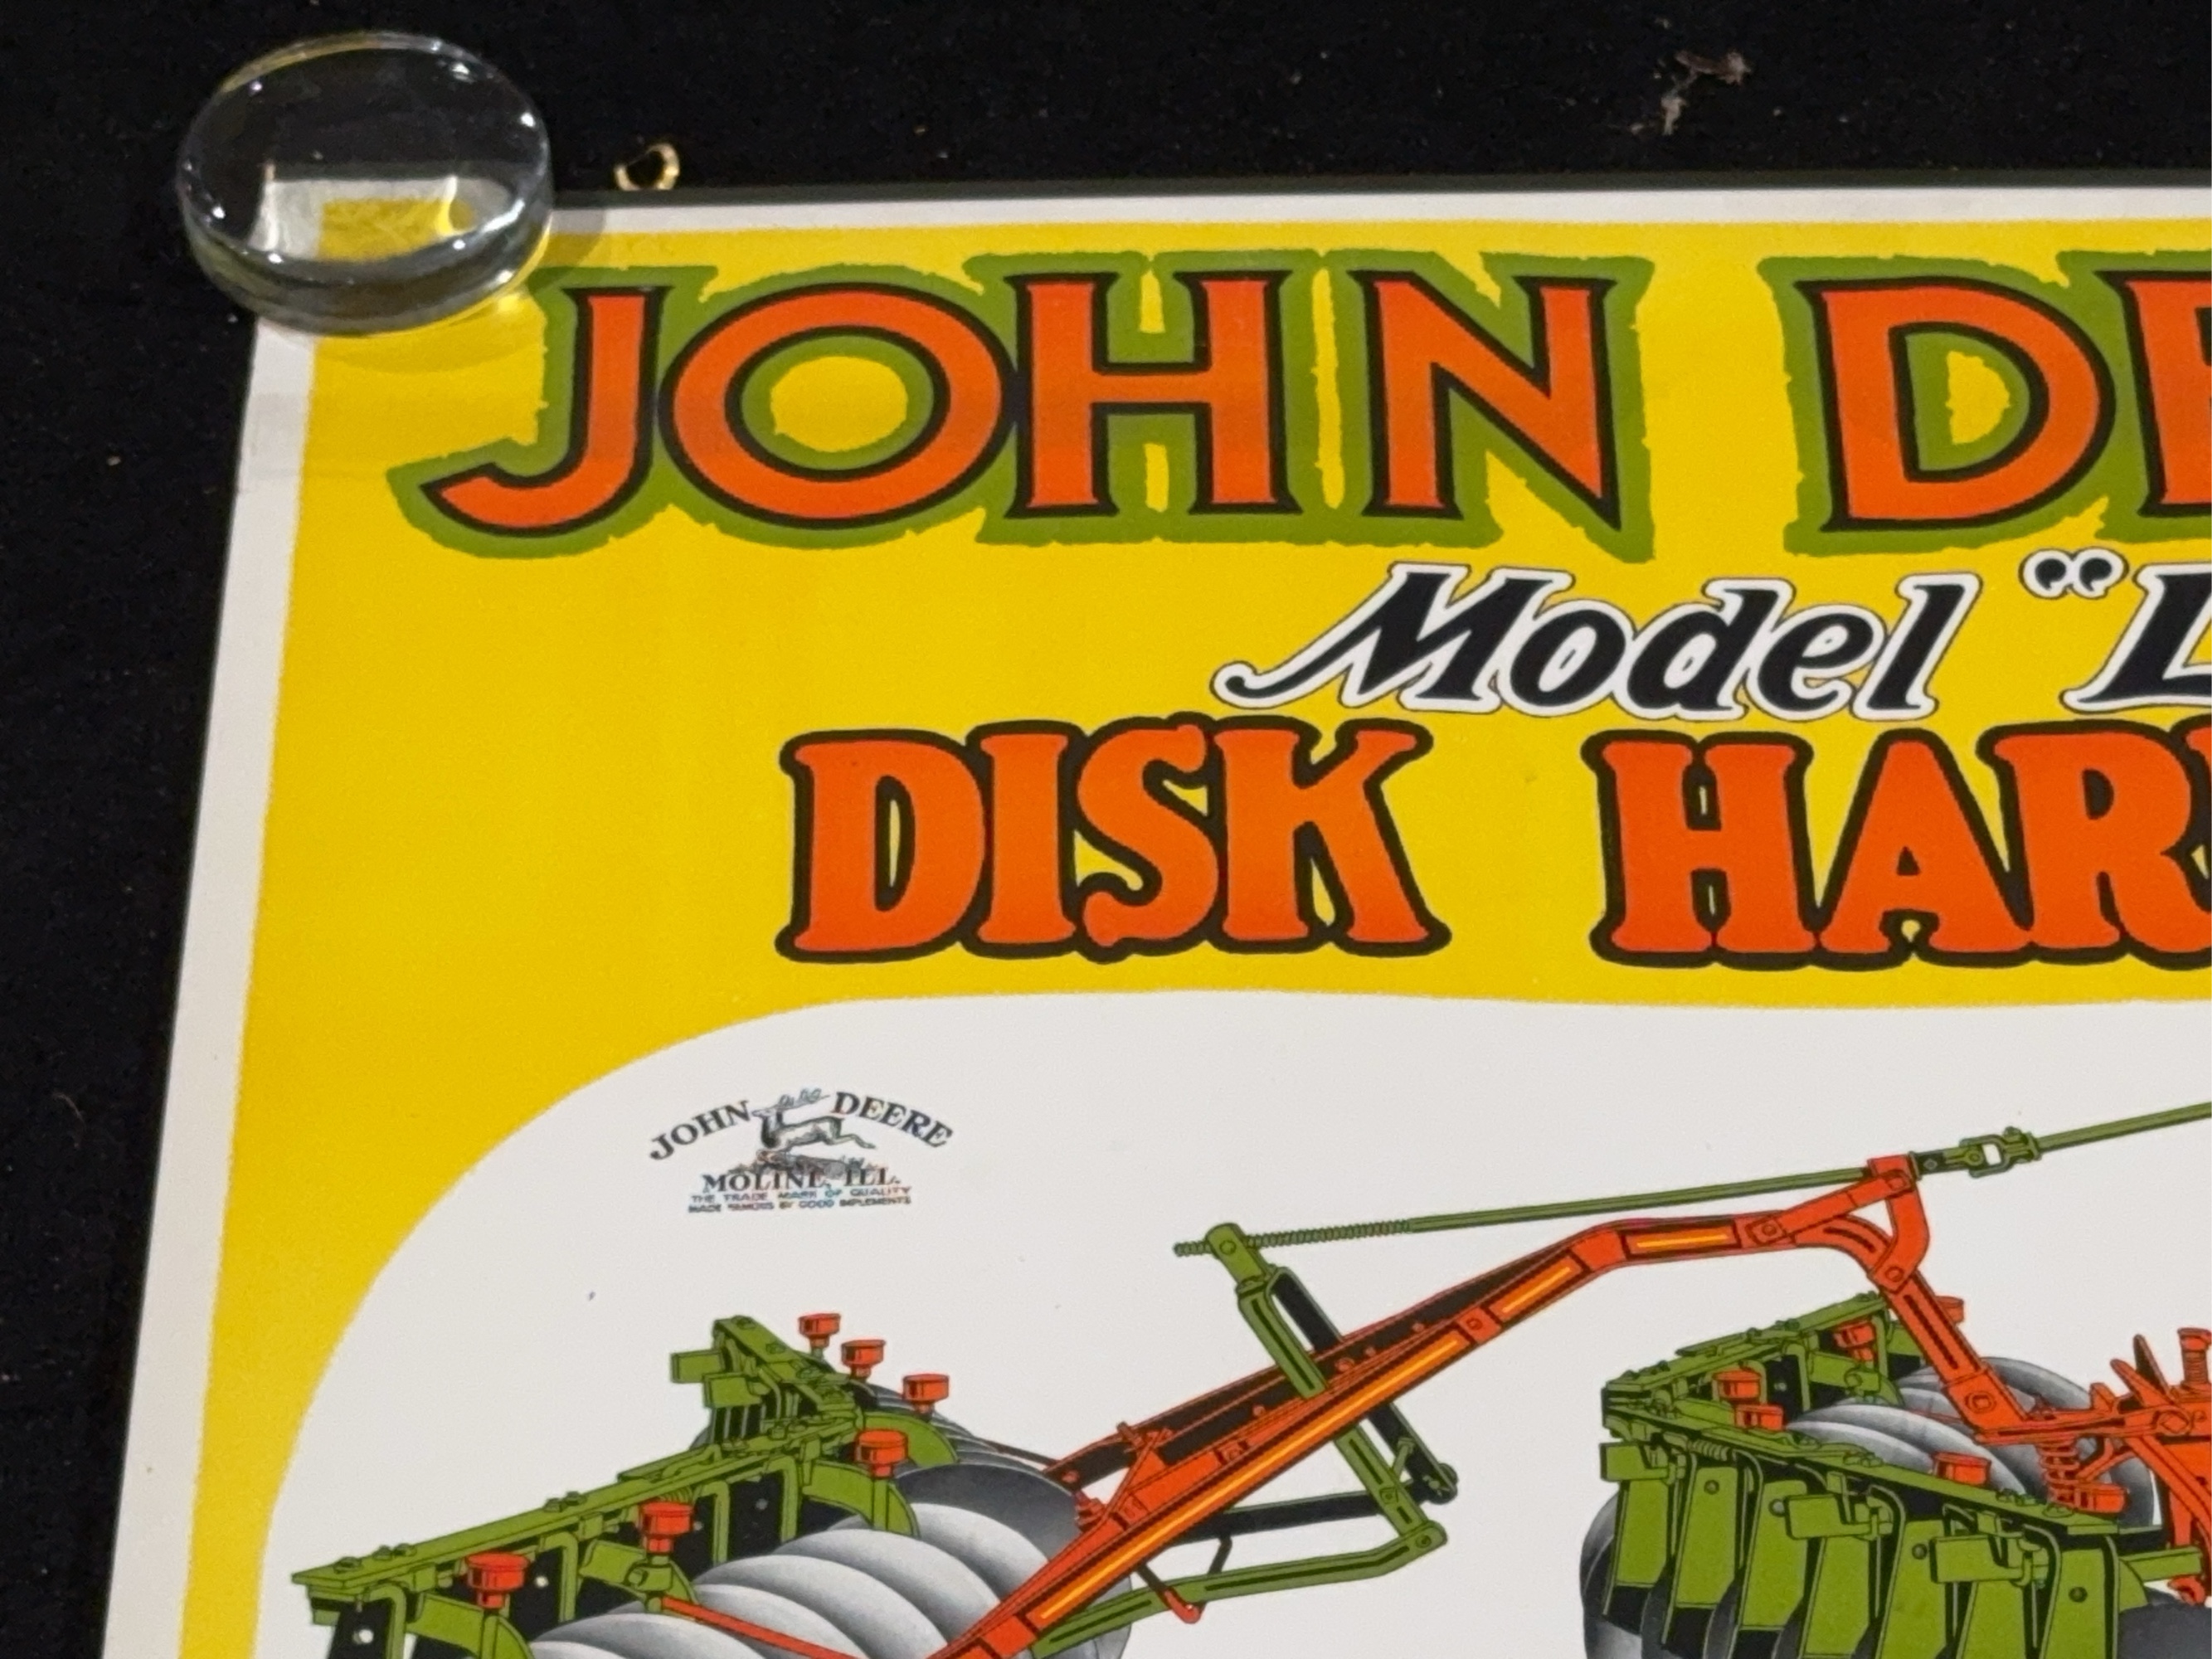 JOHN DE
Model “L
DISK HAR
JOHN DEERE
MOLINE, ILL.
THE TRADE MARK OF QUALITY
MADE FAMOUS BY GOOD IMPLEMENTS